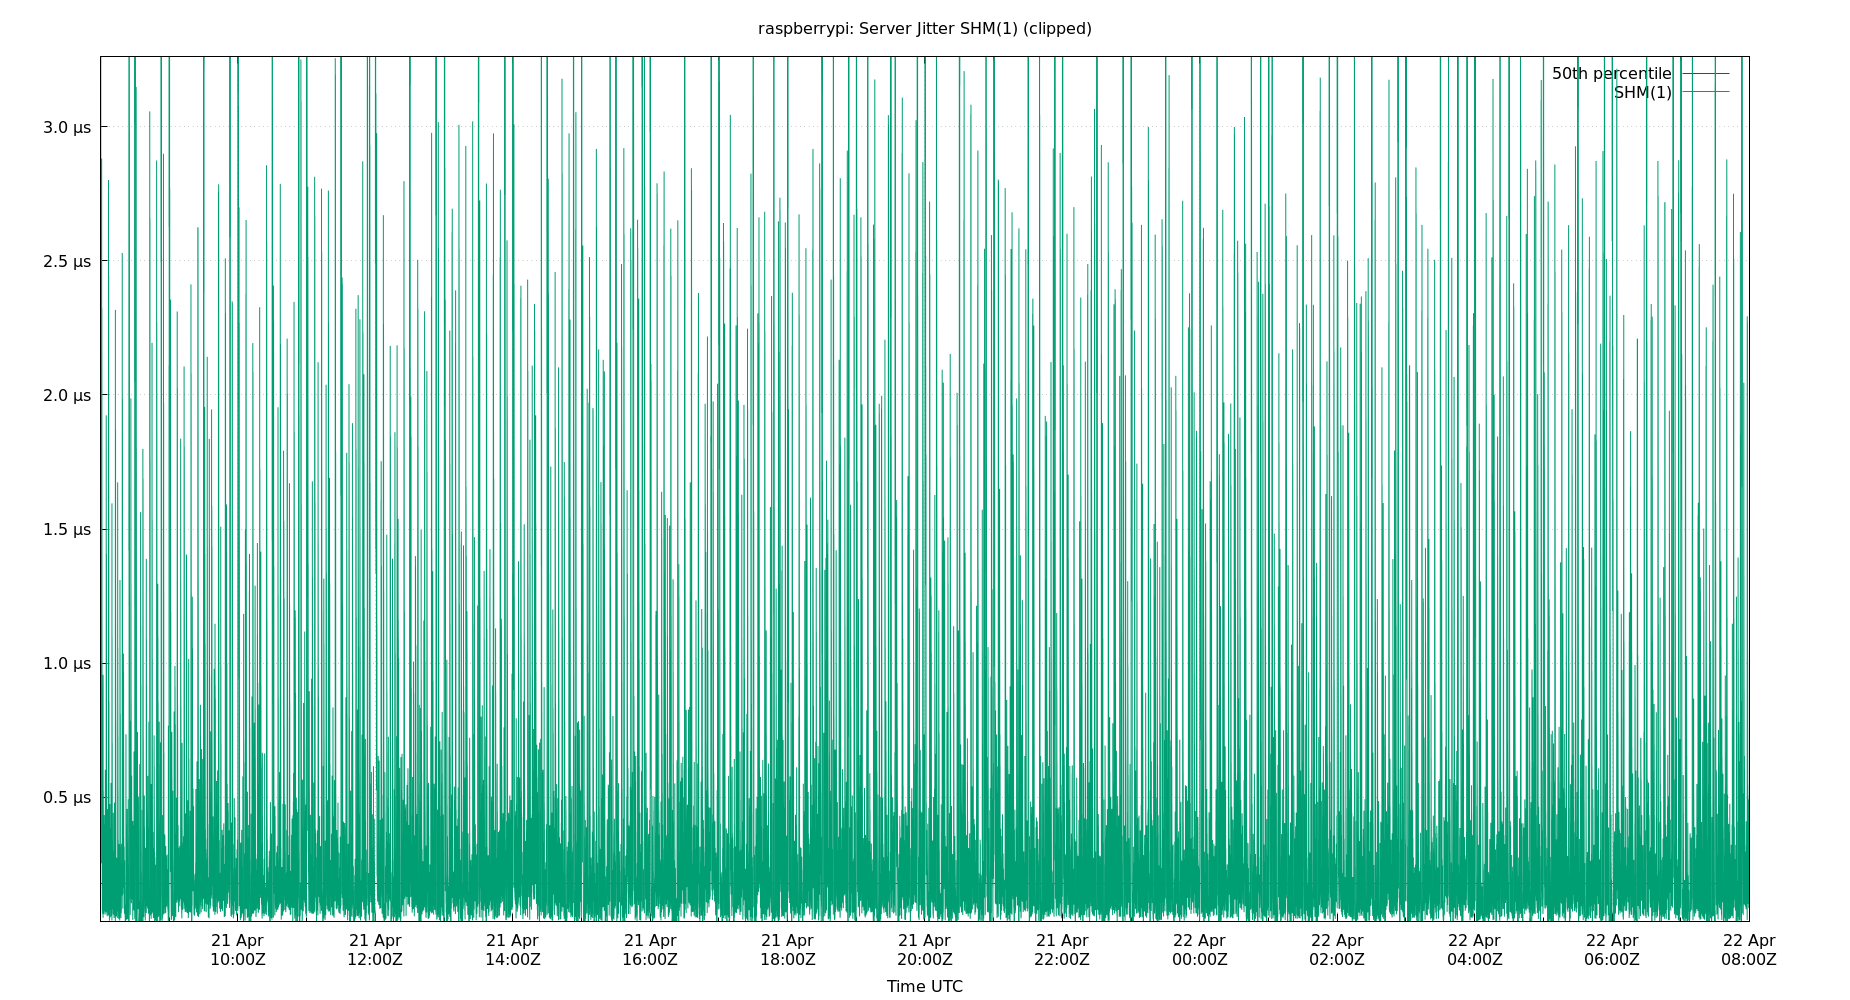 raspberrypi: Server Jitter SHM(1) (clipped)
50th percentile
SHM(1)
3.0 µs
2.5 µs
2.0 µs
1.5 µs
1.0 µs
0.5 µs
21 Apr 21 Apr 21 Apr 21 Apr 21 Apr 21 Apr 21 Apr 22 Apr 22 Apr 22 Apr 22 Apr 22 Apr
10:00Z 12:00Z 14:00Z 16:00Z 18:00Z 20:00Z 22:00Z 00:00Z 02:00Z 04:00Z 06:00Z 08:00Z
Time UTC